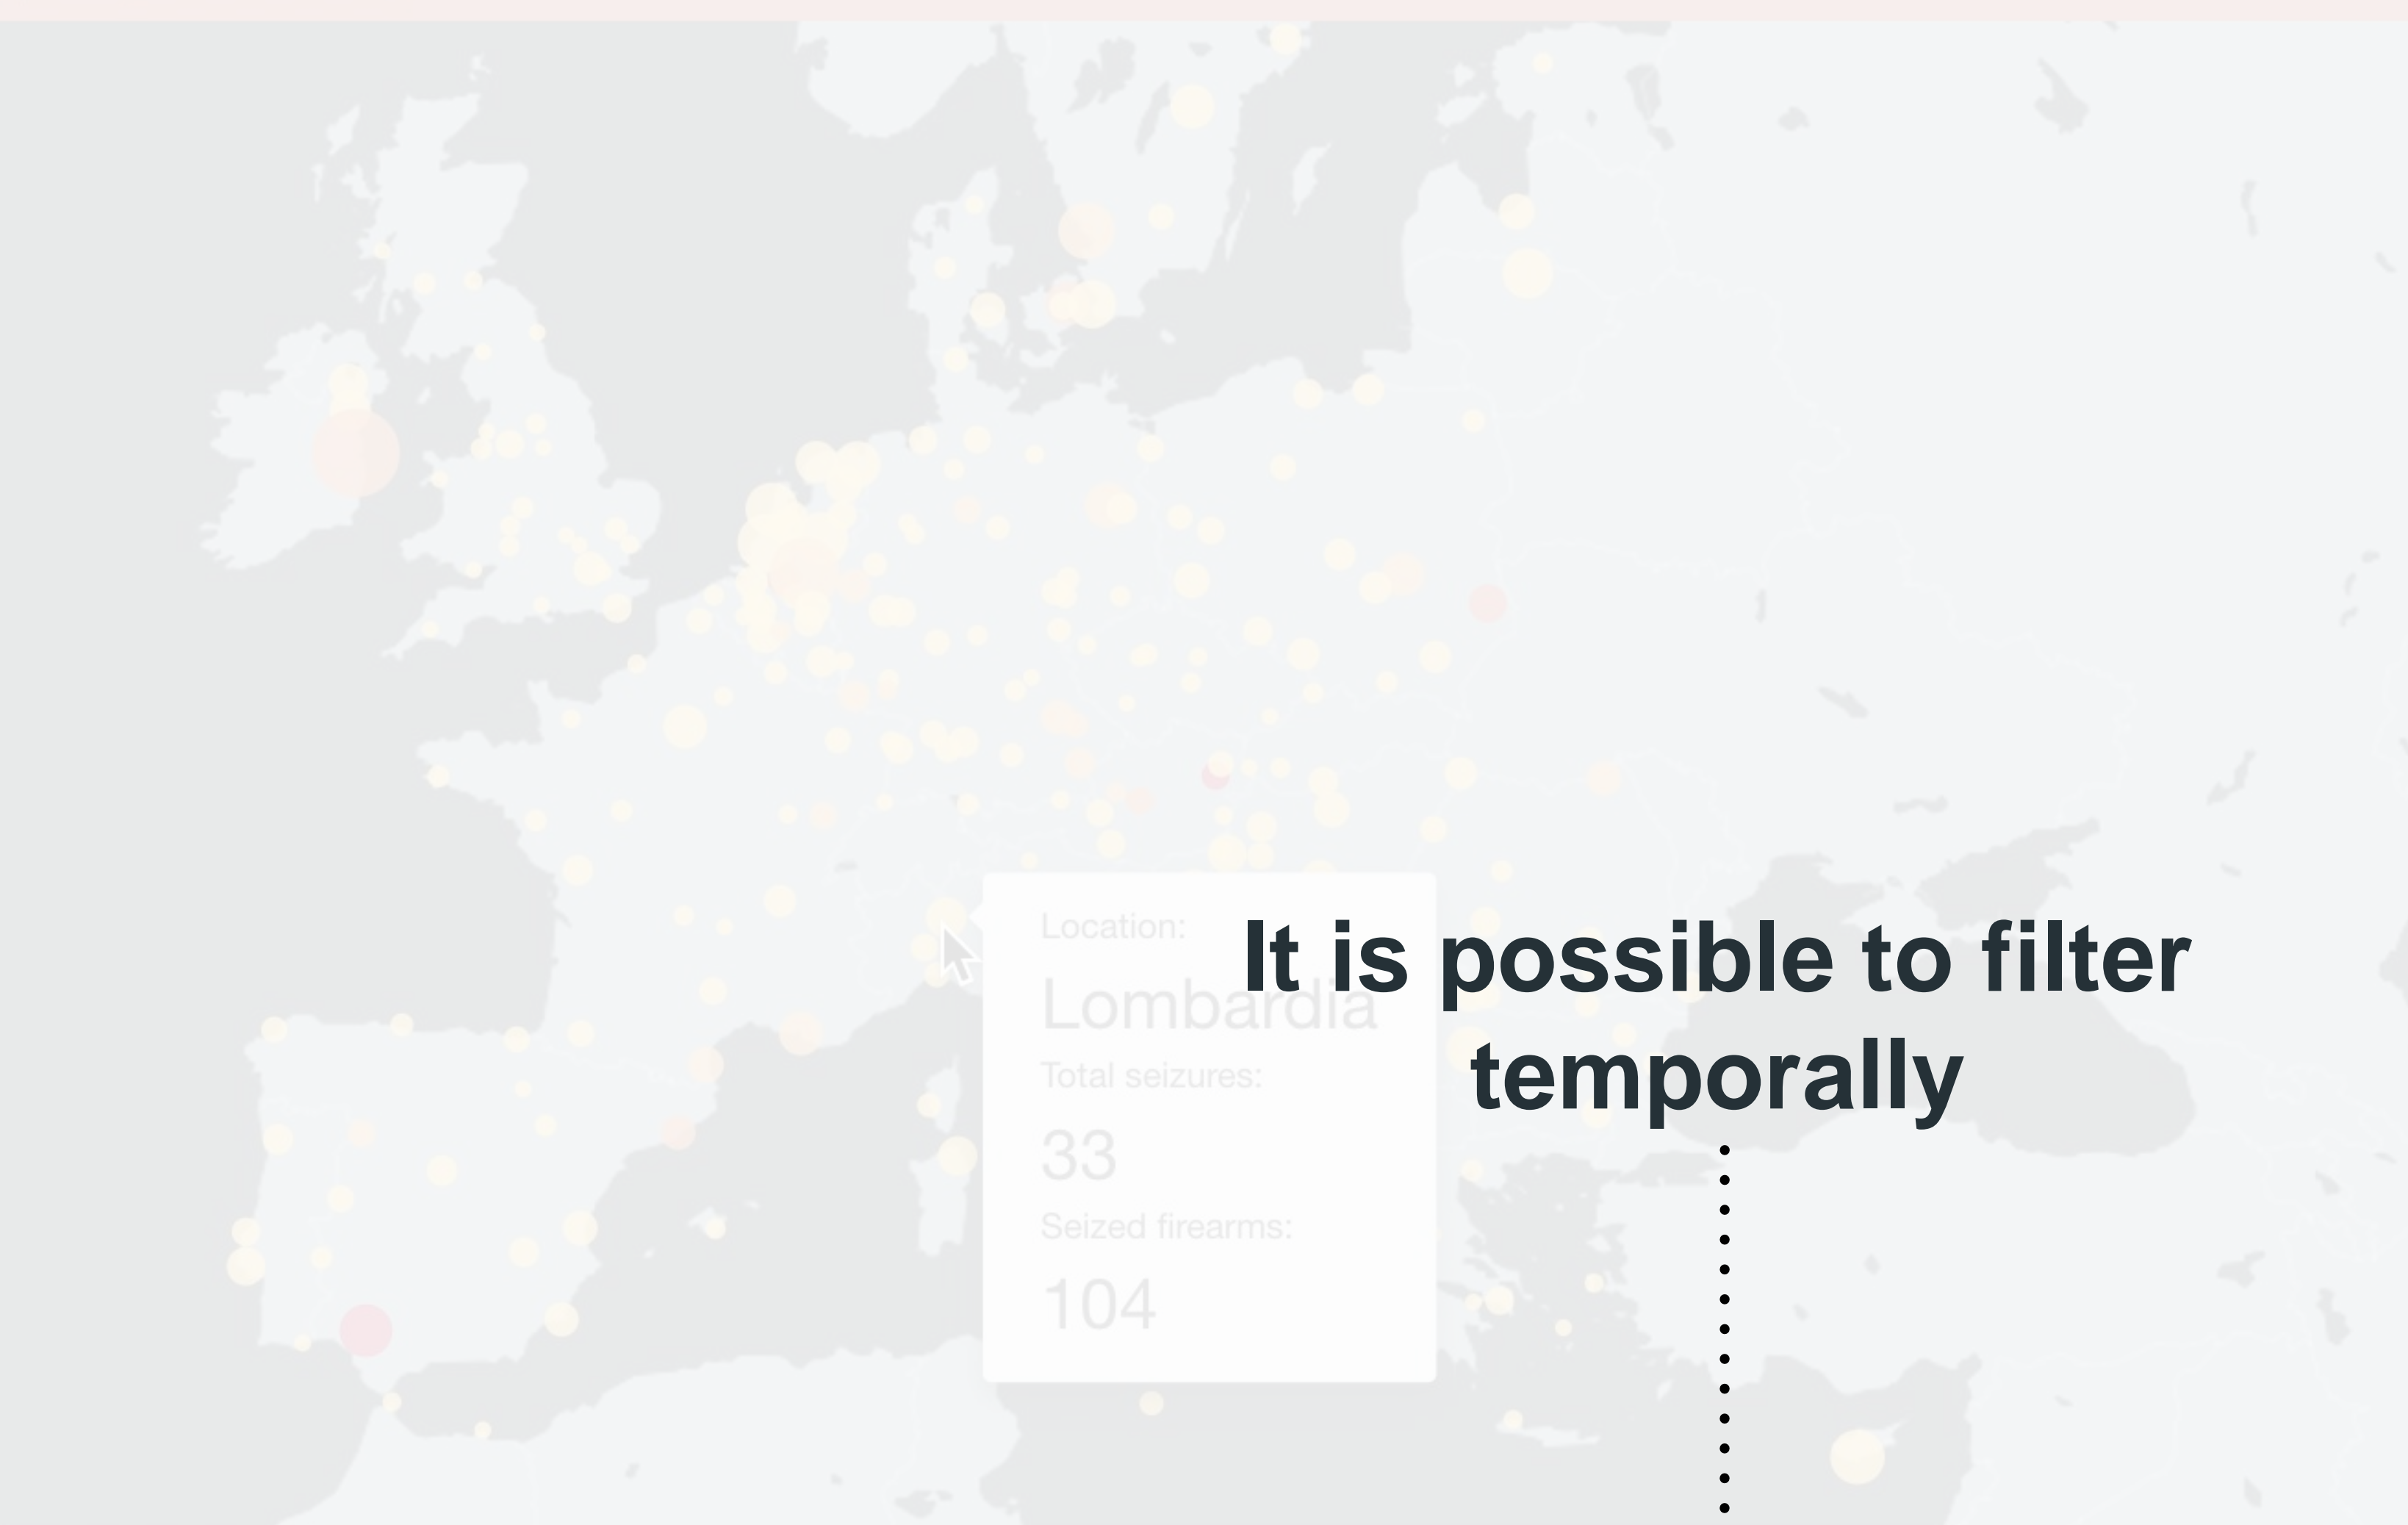 Location:
Lombardia
Total seizures:
33
Seized firearms:
104
It is possible to filter
temporally